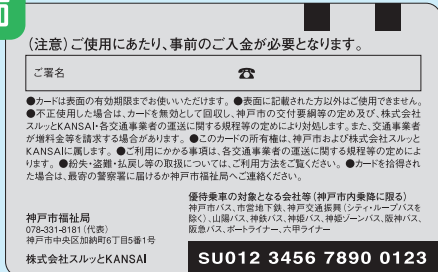 (注意)ご使用にあたり、事前のご入金が必要となります。
ご署名 ☎
●カードは表面の有効期限までお使いいただけます。●表面に記載された方以外はご使用できません。
●不正使用した場合は、カードを無効として回収し、神戸市の交付要綱等の定め及び、株式会社
スルッとKANSAI・各交通事業者の運送に関する規程等の定めにより対処します。また、交通事業者
が増料金等を請求する場合があります。●このカードの所有権は、神戸市および株式会社スルッと
KANSAIに属します。●ご利用にかかる事項は、各交通事業者の運送に関する規程等の定めによ
ります。●紛失・盗難・払戻し等の取扱については、ご利用方法をご覧ください。●カードを拾得され
た場合は、最寄の警察署に届けるか神戸市福祉局へご連絡ください。
優待乗車の対象となる会社等(神戸市内乗降に限る)
神戸市バス、市営地下鉄、神戸交通振興(シティ・ループバスを
除く)、山陽バス、神鉄バス、神姫バス、神姫ゾーンバス、阪神バス、
阪急バス、ポートライナー、六甲ライナー
神戸市福祉局
078-331-8181(代表)
神戸市中央区加納町6丁目5番1号
株式会社スルッとKANSAI
SU012 3456 7890 0123